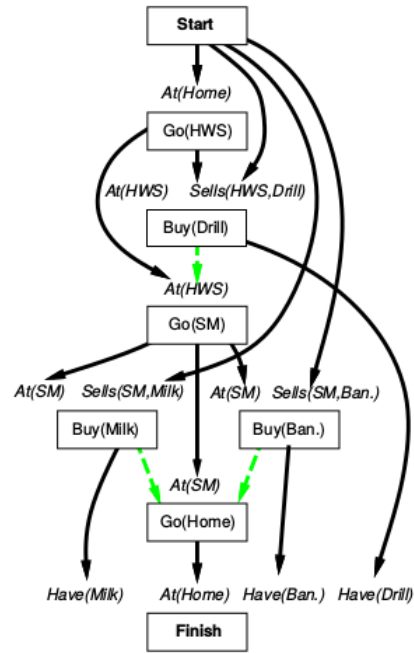 Start
At(Home)
Go(HWS)
At(HWS) Sells(HWS,Drill)
Buy(Drill)
At(HWS)
Go(SM)
At(SM) Sells(SM,Milk) At(SM) Sells(SM,Ban.)
Buy(Milk) Buy(Ban.)
At(SM)
Go(Home)
Have(Milk) At(Home) Have(Ban.) Have(Drill)
Finish